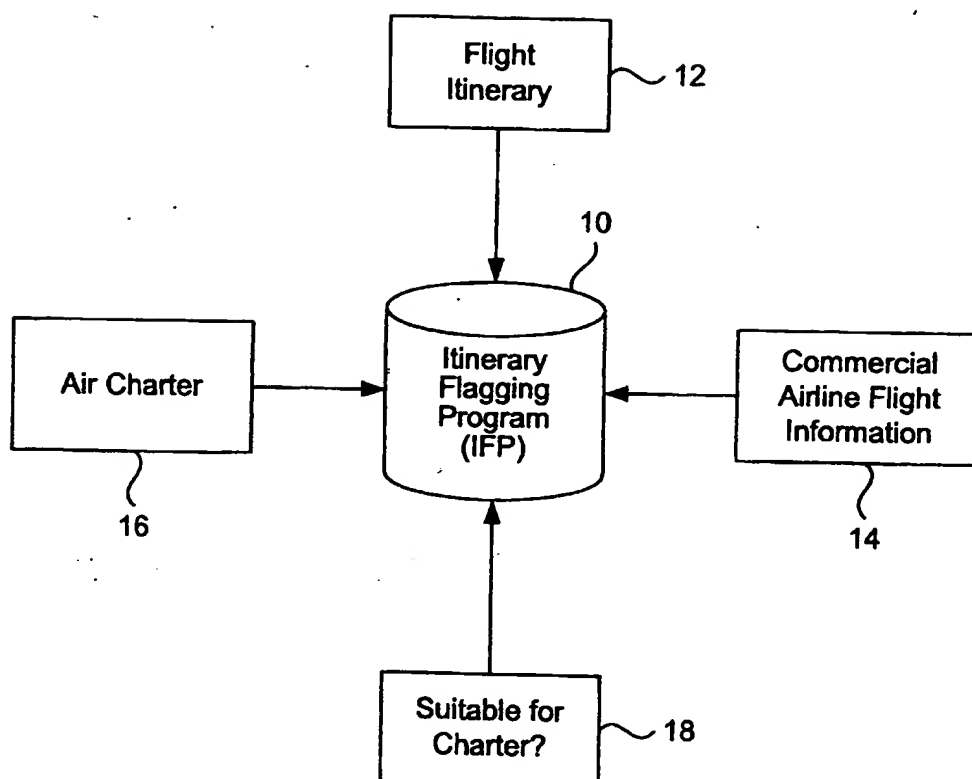 Flight
Itinerary
12
10
Air Charter
16
Itinerary
Flagging
Program
(IFP)
Commercial
Airline Flight
Information
14
Suitable for
Charter?
18